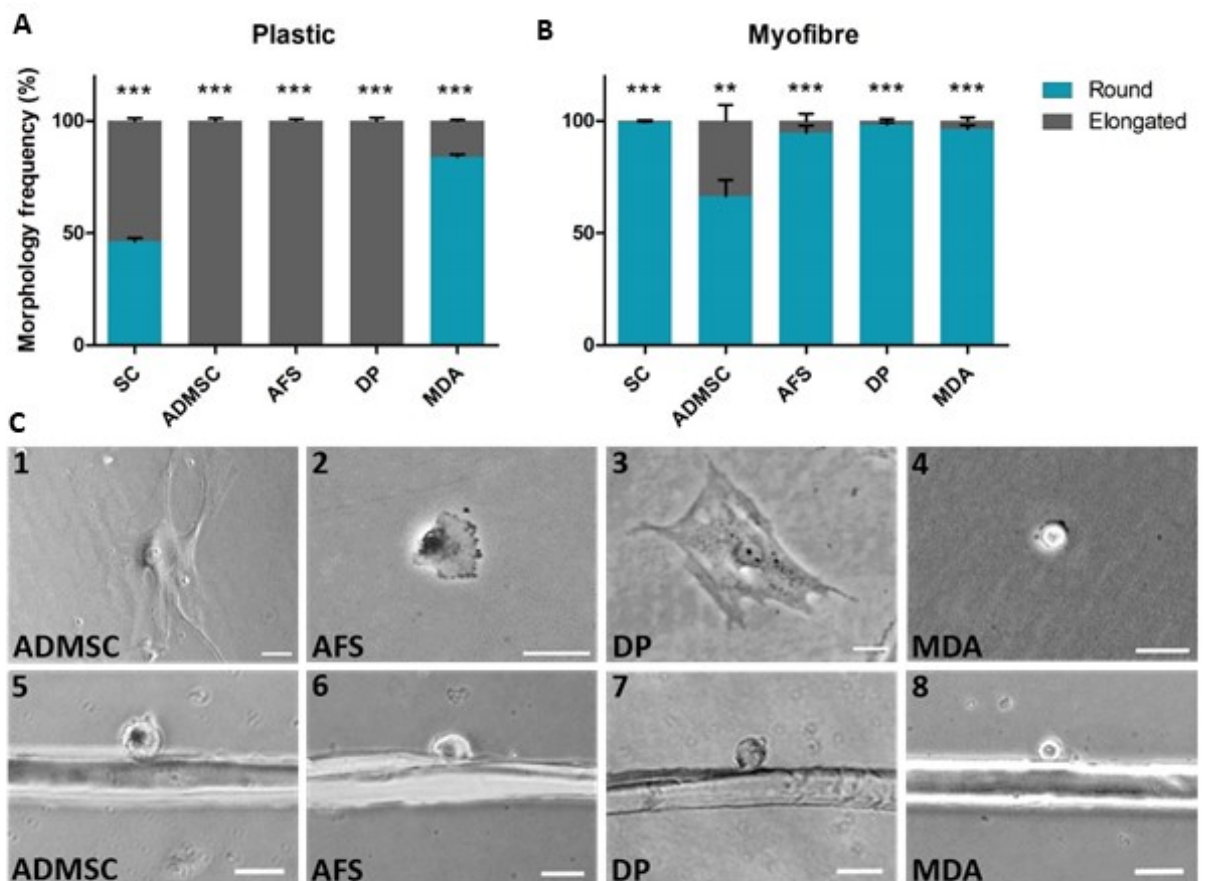 A
Plastic
Morphology frequency (%)
100
50
0
*** *** *** *** ***
SC ADMSC AFS DP MDA
B
Myofibre
100
50
0
*** ** *** *** ***
SC ADMSC AFS DP MDA
Round
Elongated
C
1 2 3 4
ADMSC AFS DP MDA
5 6 7 8
ADMSC AFS DP MDA